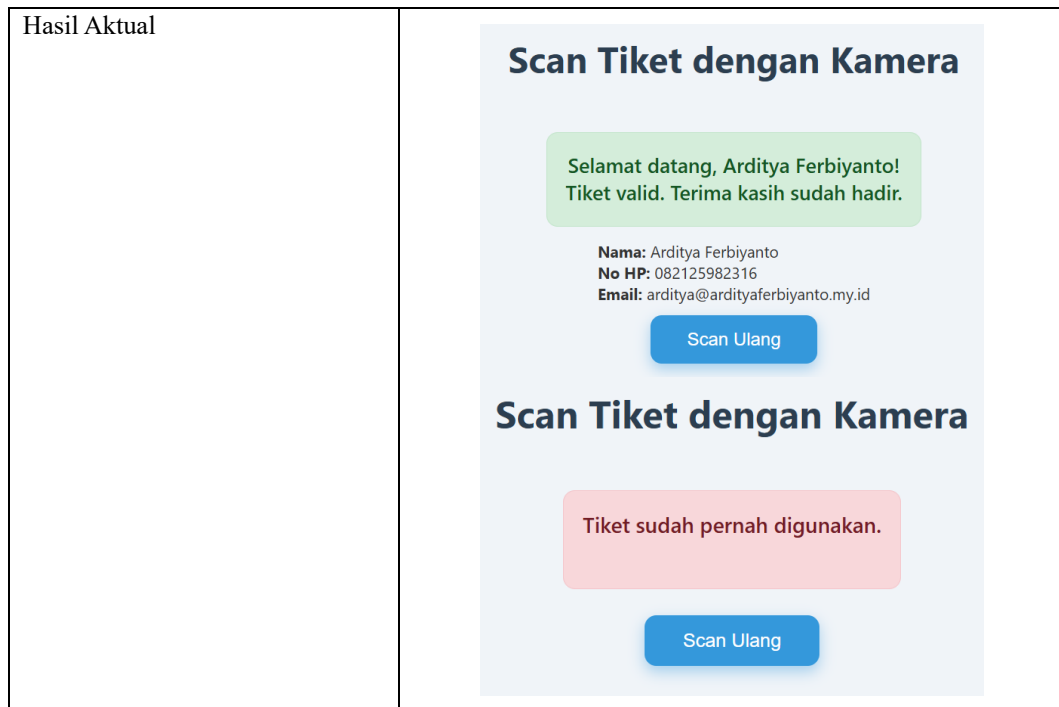 Hasil Aktual
Scan Tiket dengan Kamera
Selamat datang, Arditya Ferbiyanto!
Tiket valid. Terima kasih sudah hadir.
Nama: Arditya Ferbiyanto
No HP: 082125982316
Email: arditya@ardityaferbiyanto.my.id
Scan Ulang
Scan Tiket dengan Kamera
Tiket sudah pernah digunakan.
Scan Ulang